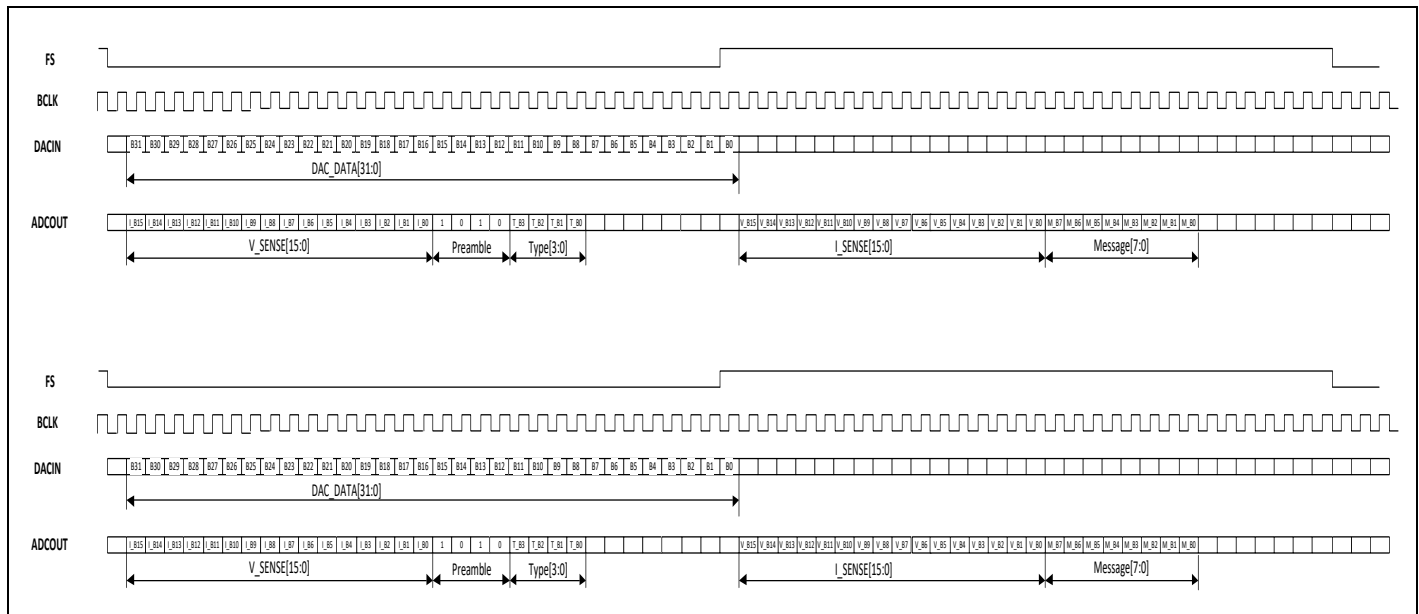 FS
BCLK
DACIN B31 B30 B29 B28 B27 B26 B25 B24 B23 B22 B21 B20 B19 B18 B17 B16 B15 B14 B13 B12 B11 B10 B9 B8 B7 B6 B5 B4 B3 B2 B1 B0
DAC_DATA[31:0]
ADCOUT I_B15 I_B14 I_B13 I_B12 I_B11 I_B10 I_B9 I_B8 I_B7 I_B6 I_B5 I_B4 I_B3 I_B2 I_B1 I_B0 1 0 1 0 T_B3 T_B2 T_B1 T_B0 V_B15 V_B14 V_B13 V_B12 V_B11 V_B10 V_B9 V_B8 V_B7 V_B6 V_B5 V_B4 V_B3 V_B2 V_B1 V_B0 M_B7 M_B6 M_B5 M_B4 M_B3 M_B2 M_B1 M_B0
V_SENSE[15:0] Preamble Type[3:0] I_SENSE[15:0] Message[7:0]
FS
BCLK
DACIN B31 B30 B29 B28 B27 B26 B25 B24 B23 B22 B21 B20 B19 B18 B17 B16 B15 B14 B13 B12 B11 B10 B9 B8 B7 B6 B5 B4 B3 B2 B1 B0
DAC_DATA[31:0]
ADCOUT I_B15 I_B14 I_B13 I_B12 I_B11 I_B10 I_B9 I_B8 I_B7 I_B6 I_B5 I_B4 I_B3 I_B2 I_B1 I_B0 1 0 1 0 T_B3 T_B2 T_B1 T_B0 V_B15 V_B14 V_B13 V_B12 V_B11 V_B10 V_B9 V_B8 V_B7 V_B6 V_B5 V_B4 V_B3 V_B2 V_B1 V_B0 M_B7 M_B6 M_B5 M_B4 M_B3 M_B2 M_B1 M_B0
V_SENSE[15:0] Preamble Type[3:0] I_SENSE[15:0] Message[7:0]